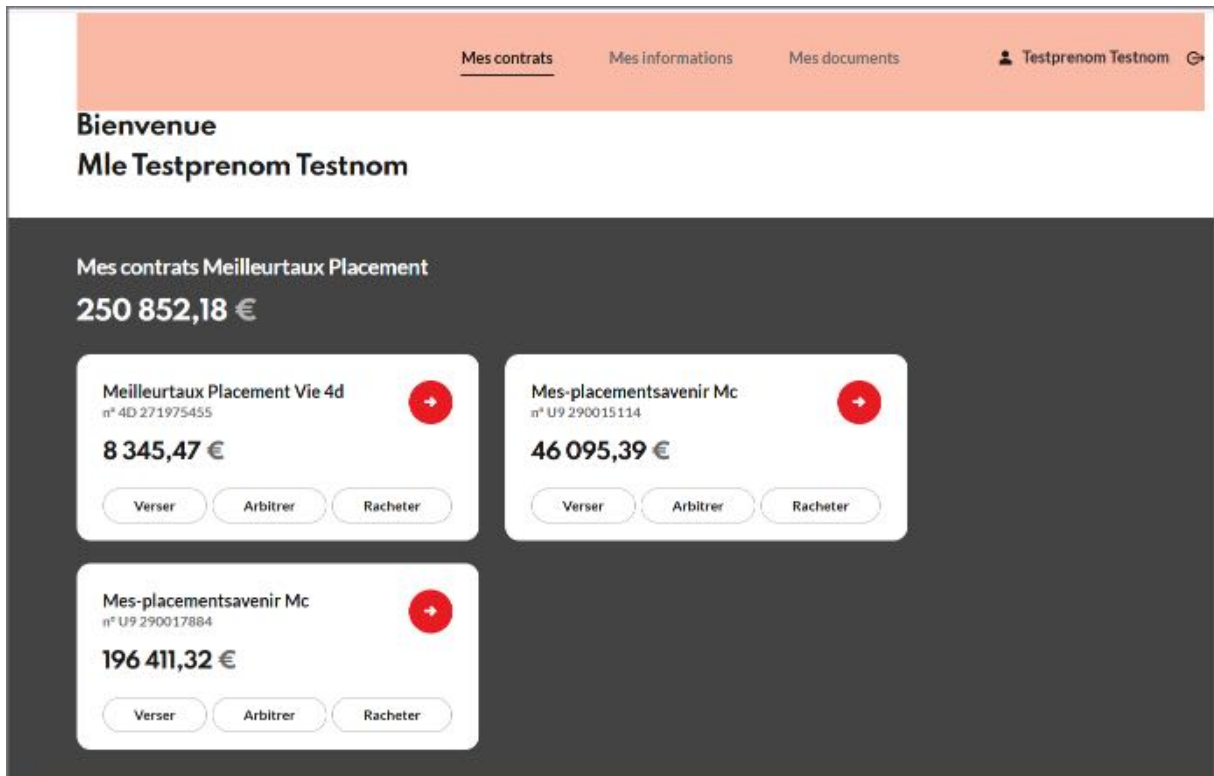 Mes contrats Mes informations Mes documents Testprenom Testnom
Bienvenue
Mle Testprenom Testnom
Mes contrats Meilleurtaux Placement
250 852,18 €
Meilleurtaux Placement Vie 4d
n° 4D 271975455
8 345,47 €
Verser Arbitrer Racheter
Mes-placementsavenir Mc
n° U9 290015114
46 095,39 €
Verser Arbitrer Racheter
Mes-placementsavenir Mc
n° U9 290017884
196 411,32 €
Verser Arbitrer Racheter